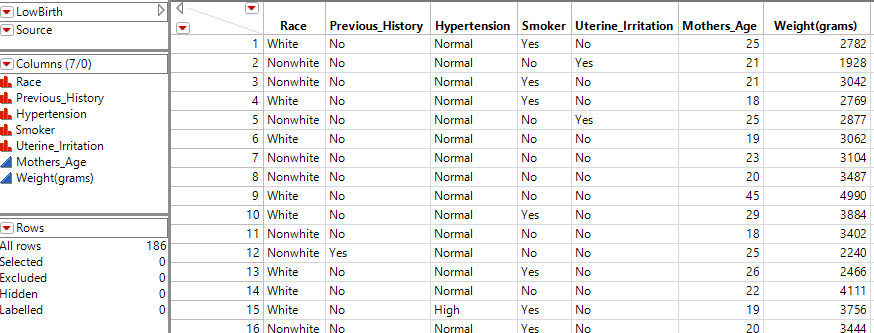 LowBirth
Source
Columns (7/0)
Race
Previous_History
Hypertension
Smoker
Uterine_Irritation
Mothers_Age
Weight(grams)
Rows
All rows 186
Selected 0
Excluded 0
Hidden 0
Labelled 0
Race Previous_History Hypertension Smoker Uterine_Irritation Mothers_Age Weight(grams)
1 White No Normal Yes No 25 2782
2 Nonwhite No Normal No Yes 21 1928
3 Nonwhite No Normal Yes No 21 3042
4 White No Normal Yes No 18 2769
5 Nonwhite No Normal No Yes 25 2877
6 White No Normal No No 19 3062
7 Nonwhite No Normal No No 23 3104
8 Nonwhite No Normal No No 20 3487
9 White No Normal No No 45 4990
10 White No Normal Yes No 29 3884
11 Nonwhite No Normal No No 18 3402
12 Nonwhite Yes Normal No No 25 2240
13 White No Normal Yes No 26 2466
14 White No Normal No No 22 4111
15 White No High Yes No 19 3756
16 Nonwhite No Normal Yes No 20 3444